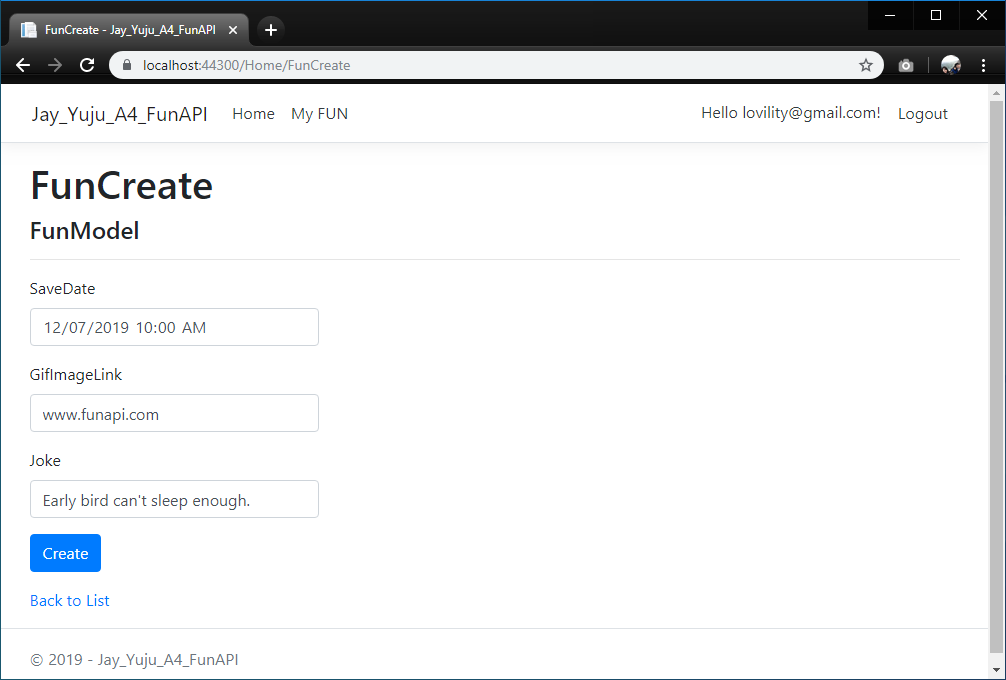 FunCreate - Jay_Yuju_A4_FunAPI
localhost:44300/Home/FunCreate
Jay_Yuju_A4_FunAPI Home My FUN Hello lovility@gmail.com! Logout
FunCreate
FunModel
SaveDate
12/07/2019 10:00 AM
GifImageLink
www.funapi.com
Joke
Early bird can't sleep enough.
Create
Back to List
© 2019 - Jay_Yuju_A4_FunAPI